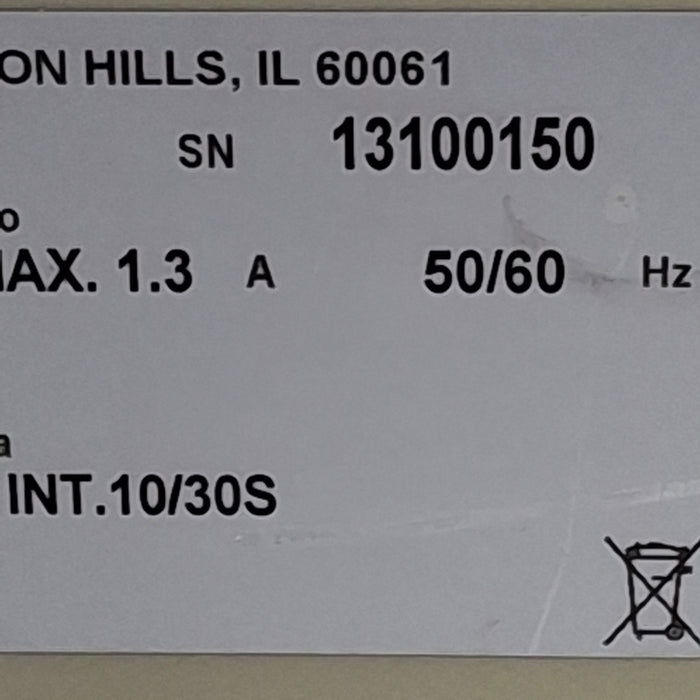 ON HILLS, IL 60061
SN 13100150
o
AX. 1.3 A 50/60 Hz
a
INT.10/30S